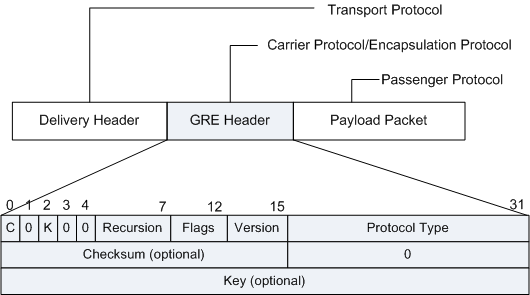 Transport Protocol
Carrier Protocol/Encapsulation Protocol
Passenger Protocol
Delivery Header GRE Header Payload Packet
0 1 2 3 4 7 12 15 31
C 0 K 0 0 Recursion Flags Version Protocol Type
Checksum (optional) 0
Key (optional)